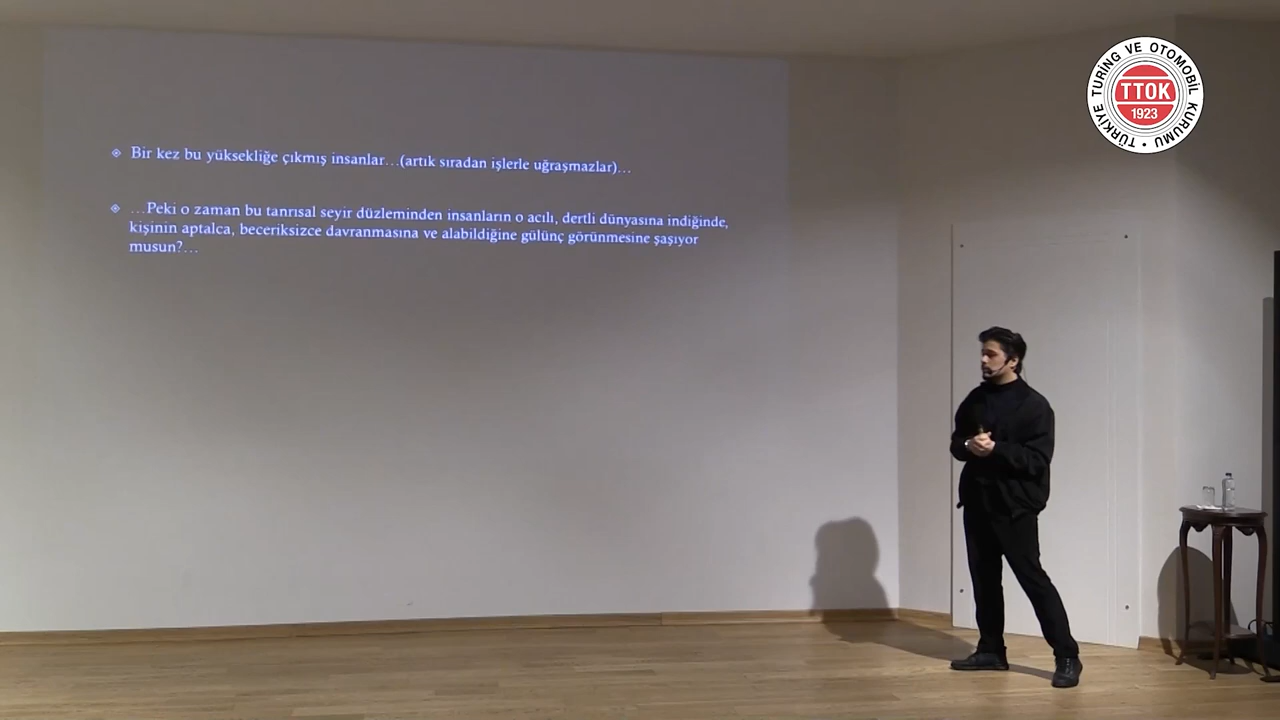 Bir kez bu yüksekliğe çıkmış insanlar…(artık sıradan işlerle uğraşmazlar)…
…Peki o zaman bu tanrısal seyir düzleminden insanların o acılı, dertli dünyasına indiğinde,
kişinin aptalca, beceriksizce davranmasına ve alabildiğine gülünç görünmesine şaşıyor
musun?…
TÜRKİYE TURİNG VE OTOMOBİL KURUMU
TTOK
1923